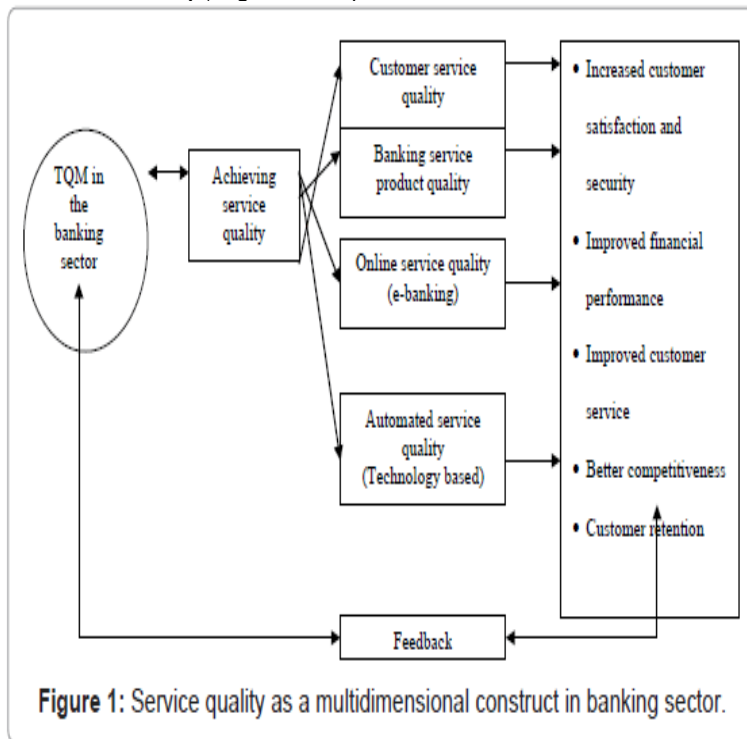 TQM in
the
banking
sector
Achieving
service
quality
Customer service
quality
Banking service
product quality
Online service quality
(e-banking)
Automated service
quality
(Technology based)
• Increased customer
satisfaction and
security
• Improved financial
performance
• Improved customer
service
• Better competitiveness
• Customer retention
Feedback
Figure 1: Service quality as a multidimensional construct in banking sector.